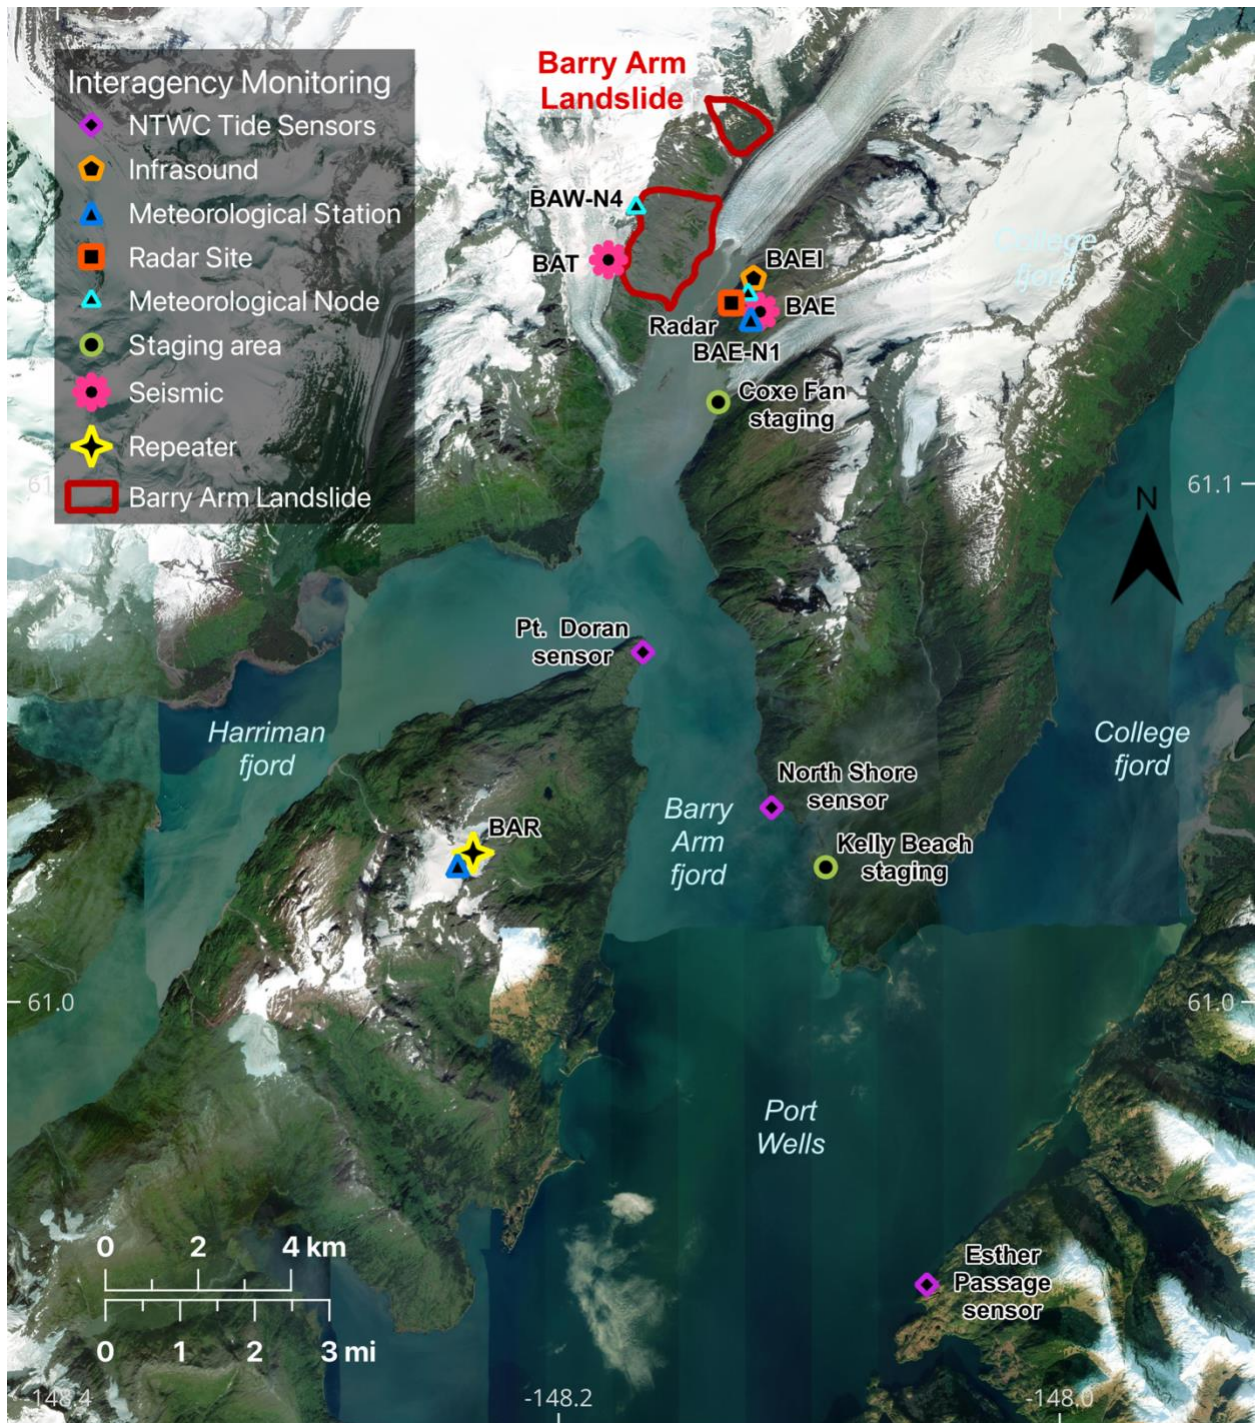 Interagency Monitoring
NTWC Tide Sensors
Infrasound
Meteorological Station
Radar Site
Meteorological Node
Staging area
Seismic
Repeater
Barry Arm Landslide
Barry Arm
Landslide
BAW-N4
BAT
BAEI
BAE
Radar
BAE-N1
Coxe Fan
staging
College
fjord
61.1
N
Pt. Doran
sensor
Harriman
fjord
College
fjord
North Shore
sensor
Barry
Arm
fjord
BAR
Kelly Beach
staging
61.0
61.0
Port
Wells
Esther
Passage
sensor
0 2 4 km
0 1 2 3 mi
-148.4
-148.2
-148.0